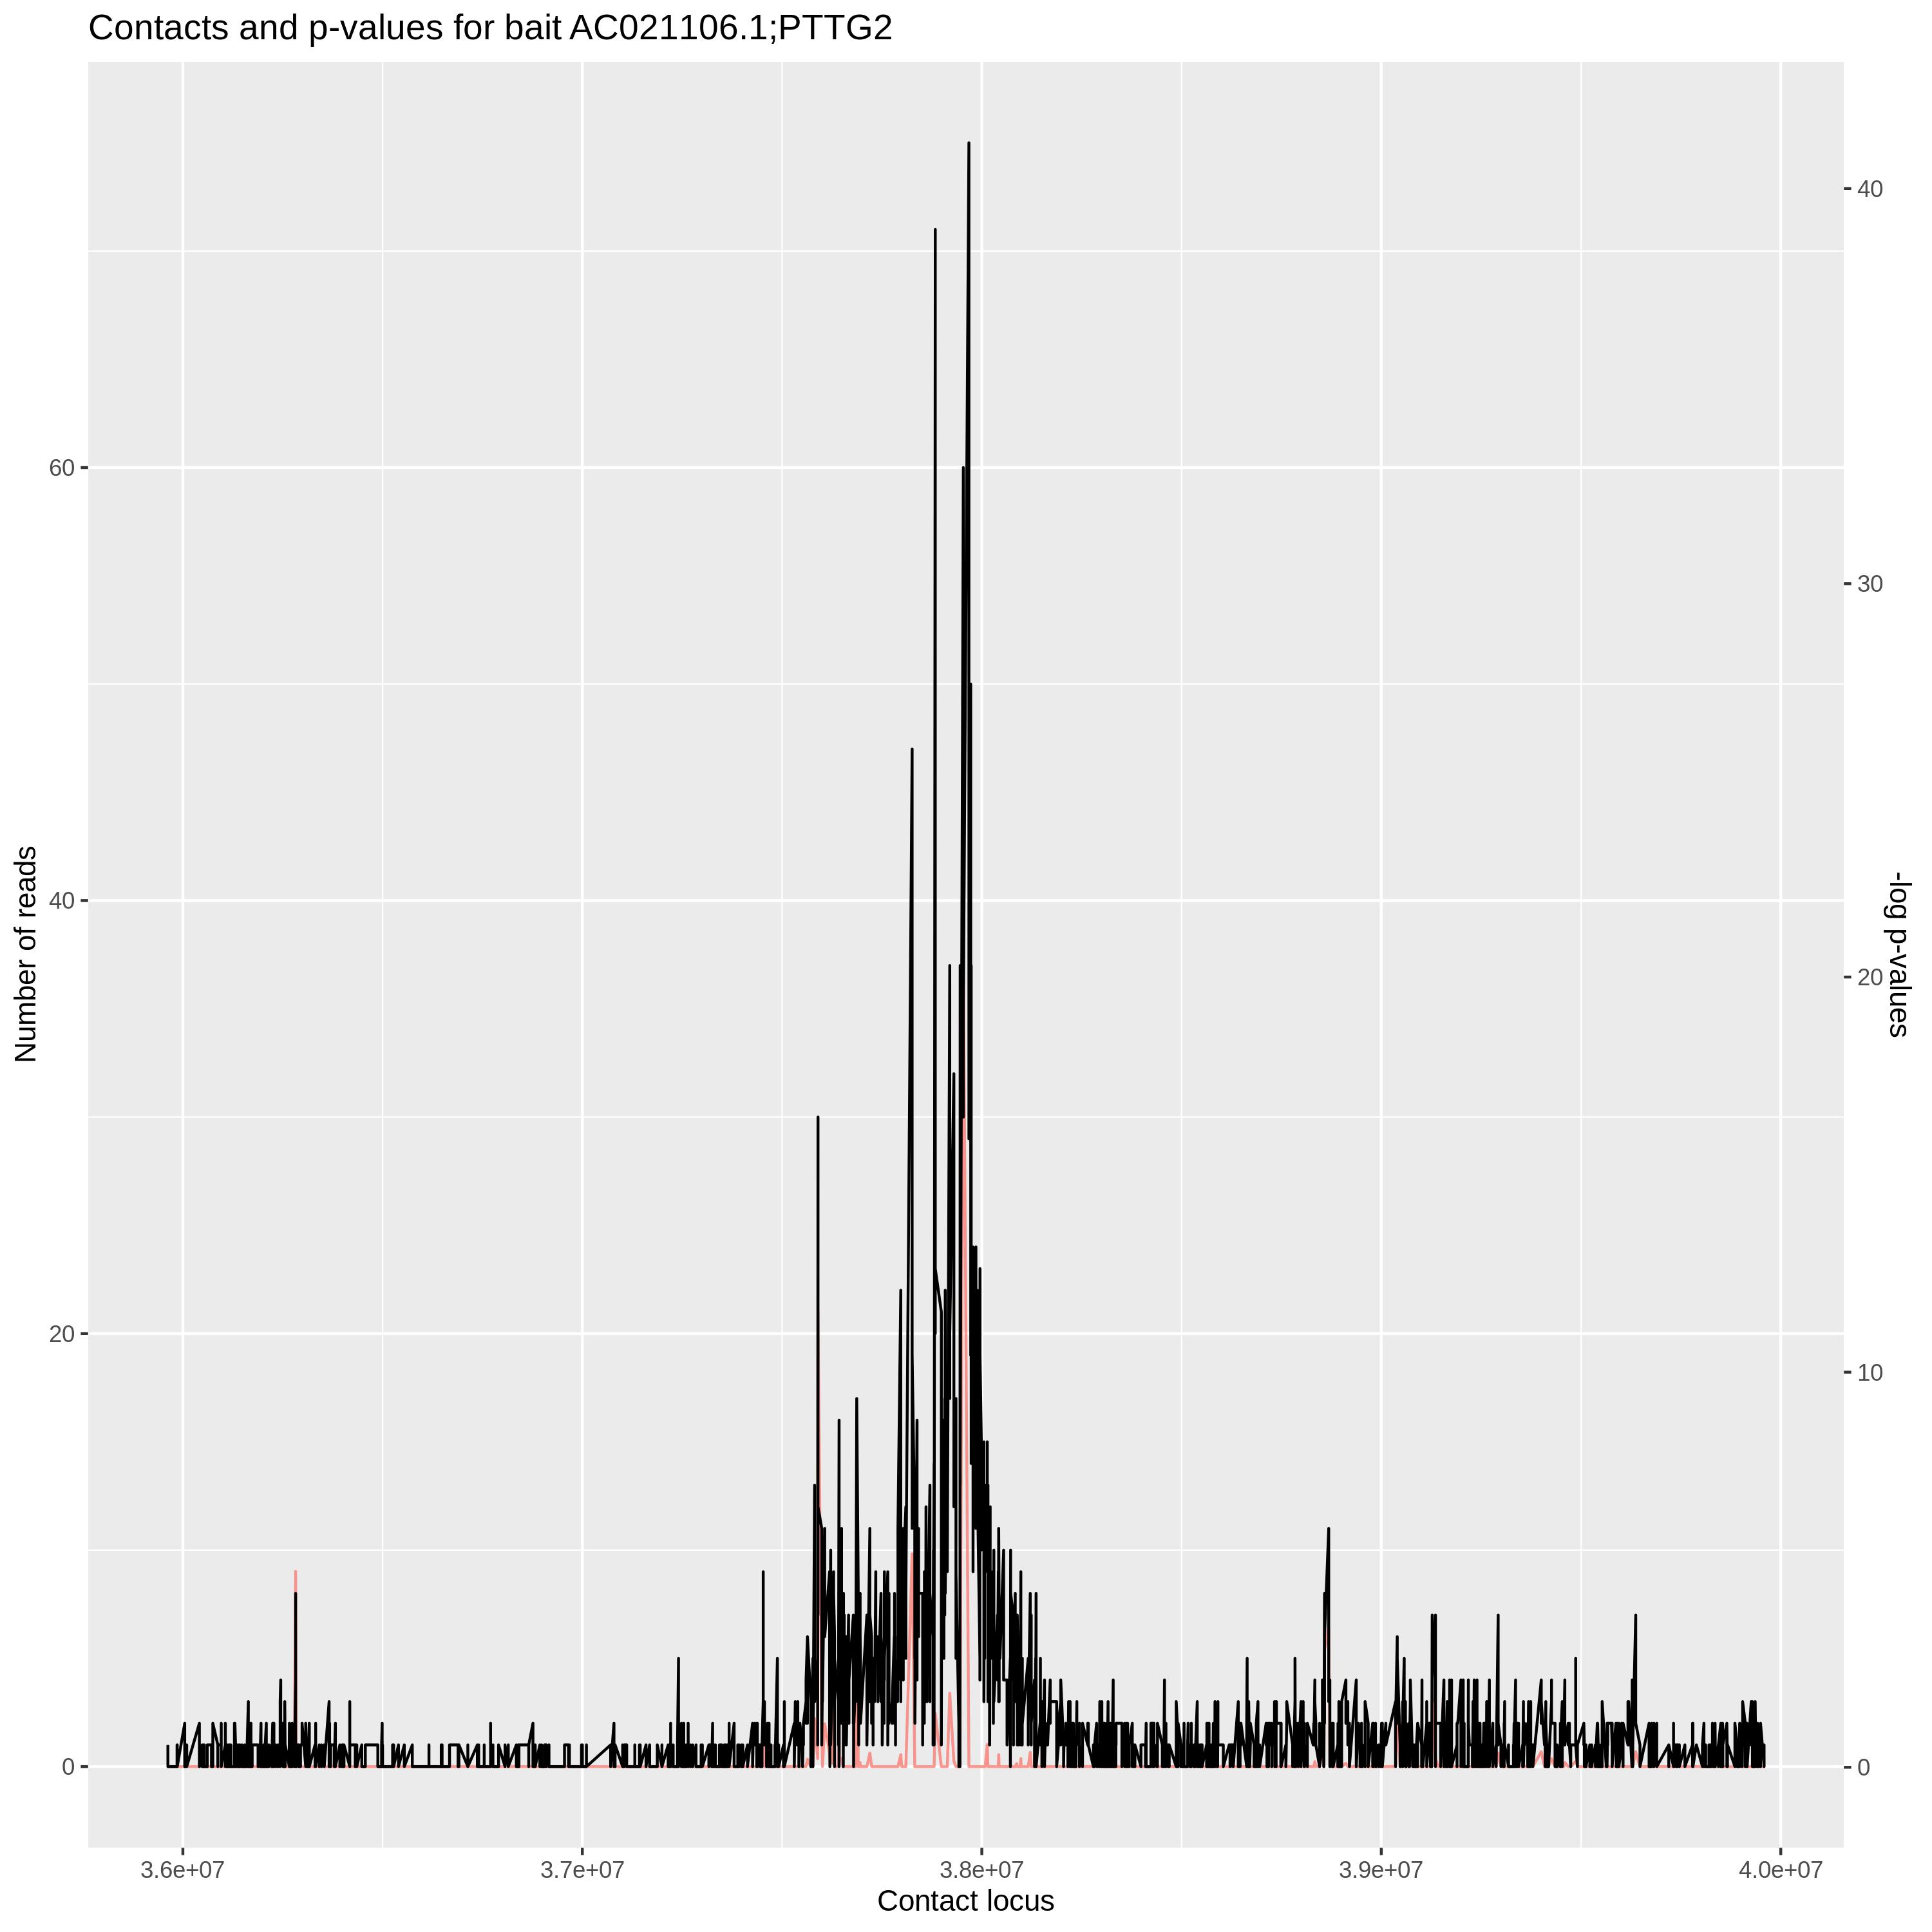 Contacts and p-values for bait AC021106.1;PTTG2
60
40
20
0
Number of reads
40
30
20
10
0
-log p-values
3.6e+07 3.7e+07 3.8e+07 3.9e+07 4.0e+07
Contact locus